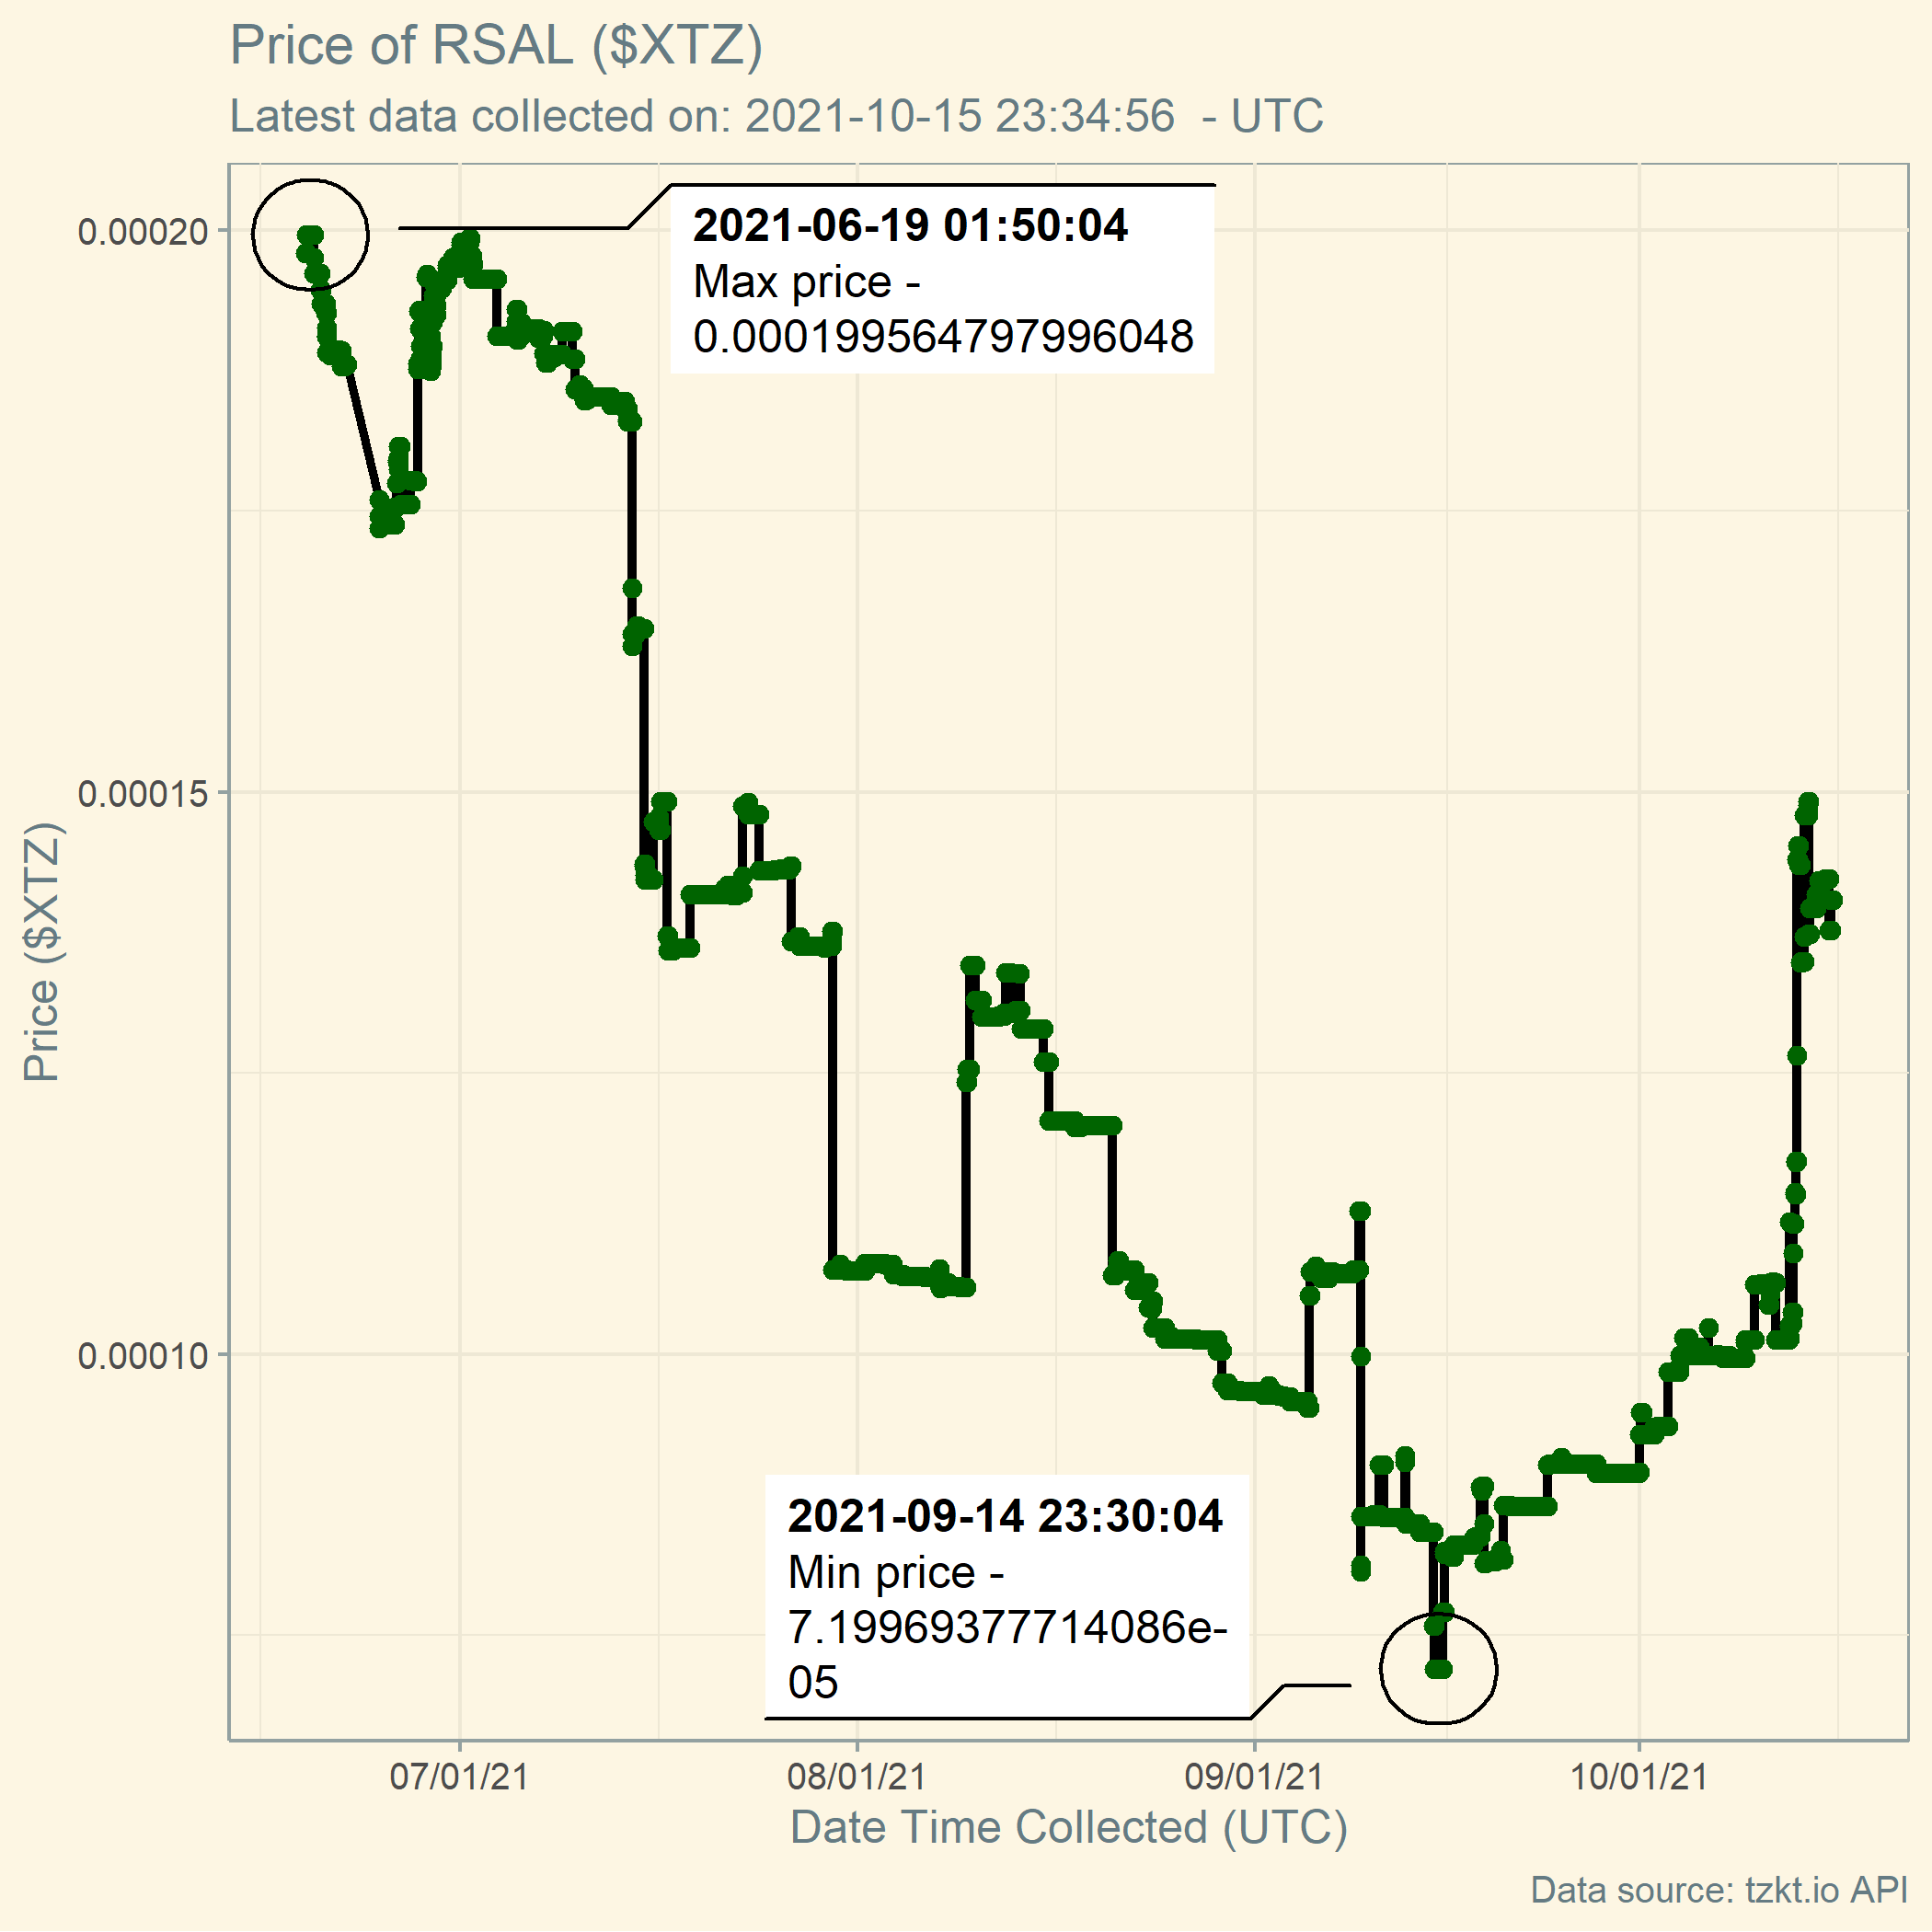 Price of RSAL ($XTZ)
Latest data collected on: 2021-10-15 23:34:56  - UTC
2021-06-19 01:50:04
Max price -
0.000199564797996048
0.00020
0.00015
0.00010
Price ($XTZ)
2021-09-14 23:30:04
Min price -
7.19969377714086e-
05
07/01/21
08/01/21
09/01/21
10/01/21
Date Time Collected (UTC)
Data source: tzkt.io API